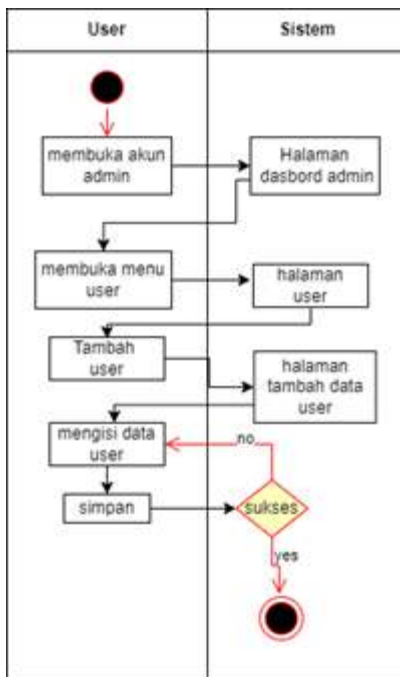 User
Sistem
membuka akun
admin
Halaman
dasbord admin
membuka menu
user
halaman
user
Tambah
user
halaman
tambah data
user
mengisi data
user
no
simpan
sukses
yes